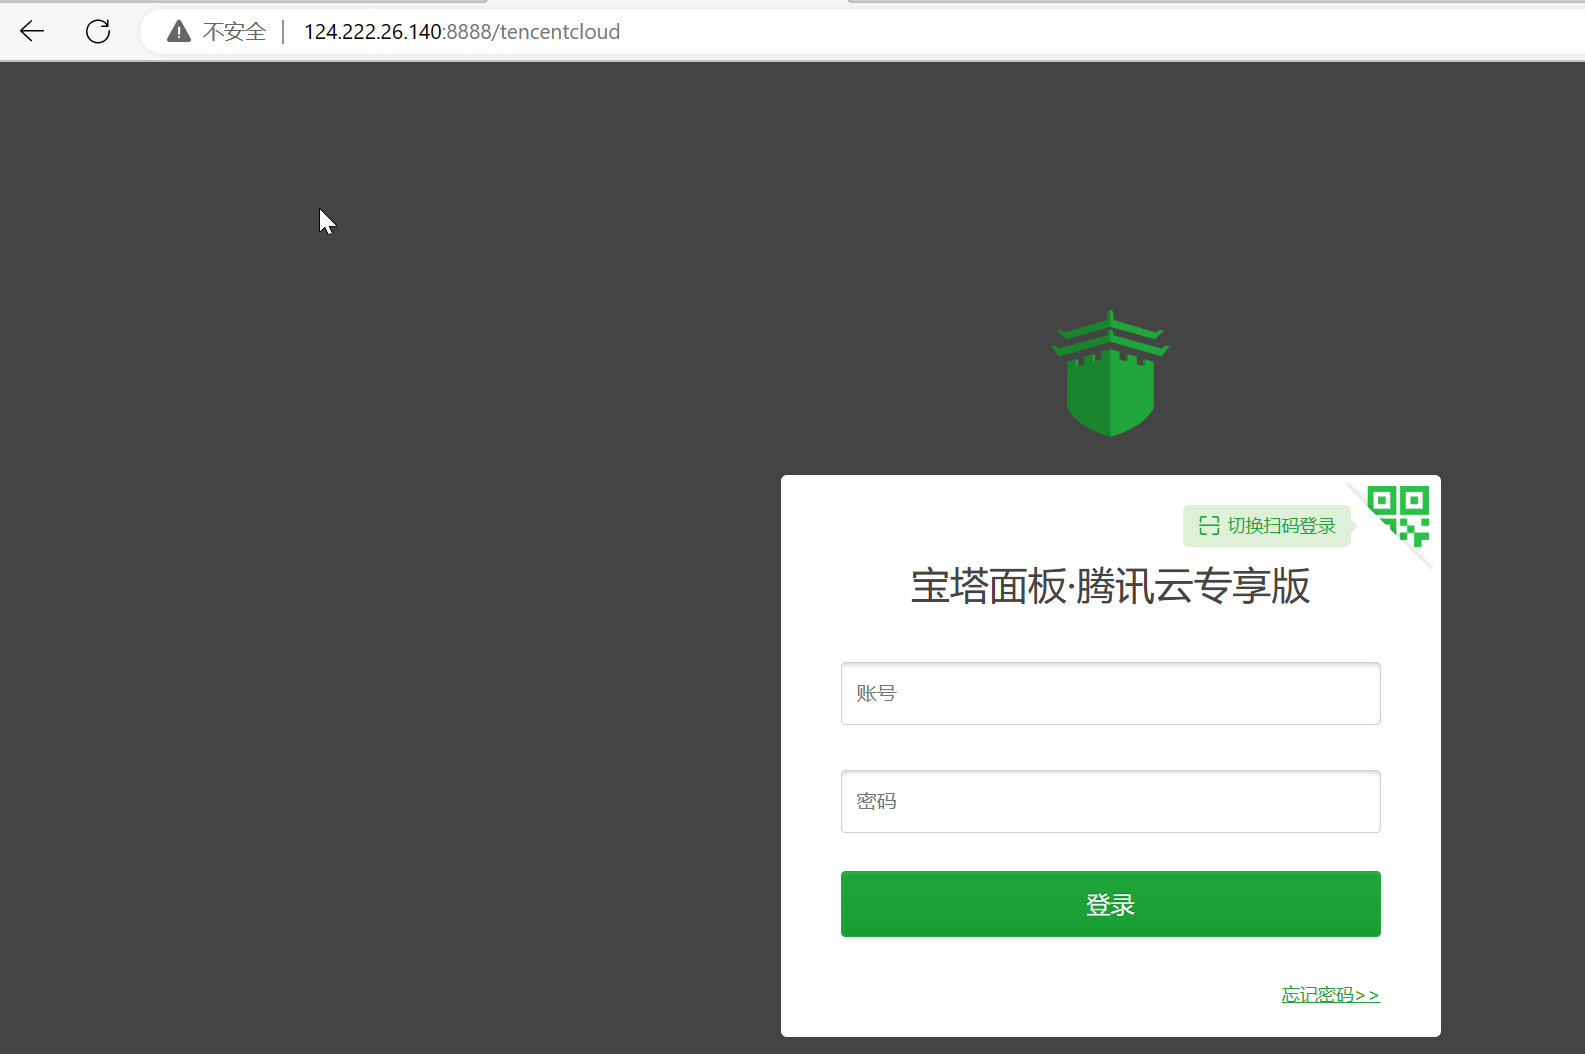 不安全 | 124.222.26.140:8888/tencentcloud
切换扫码登录
宝塔面板·腾讯云专享版
账号
密码
登录
忘记密码>>